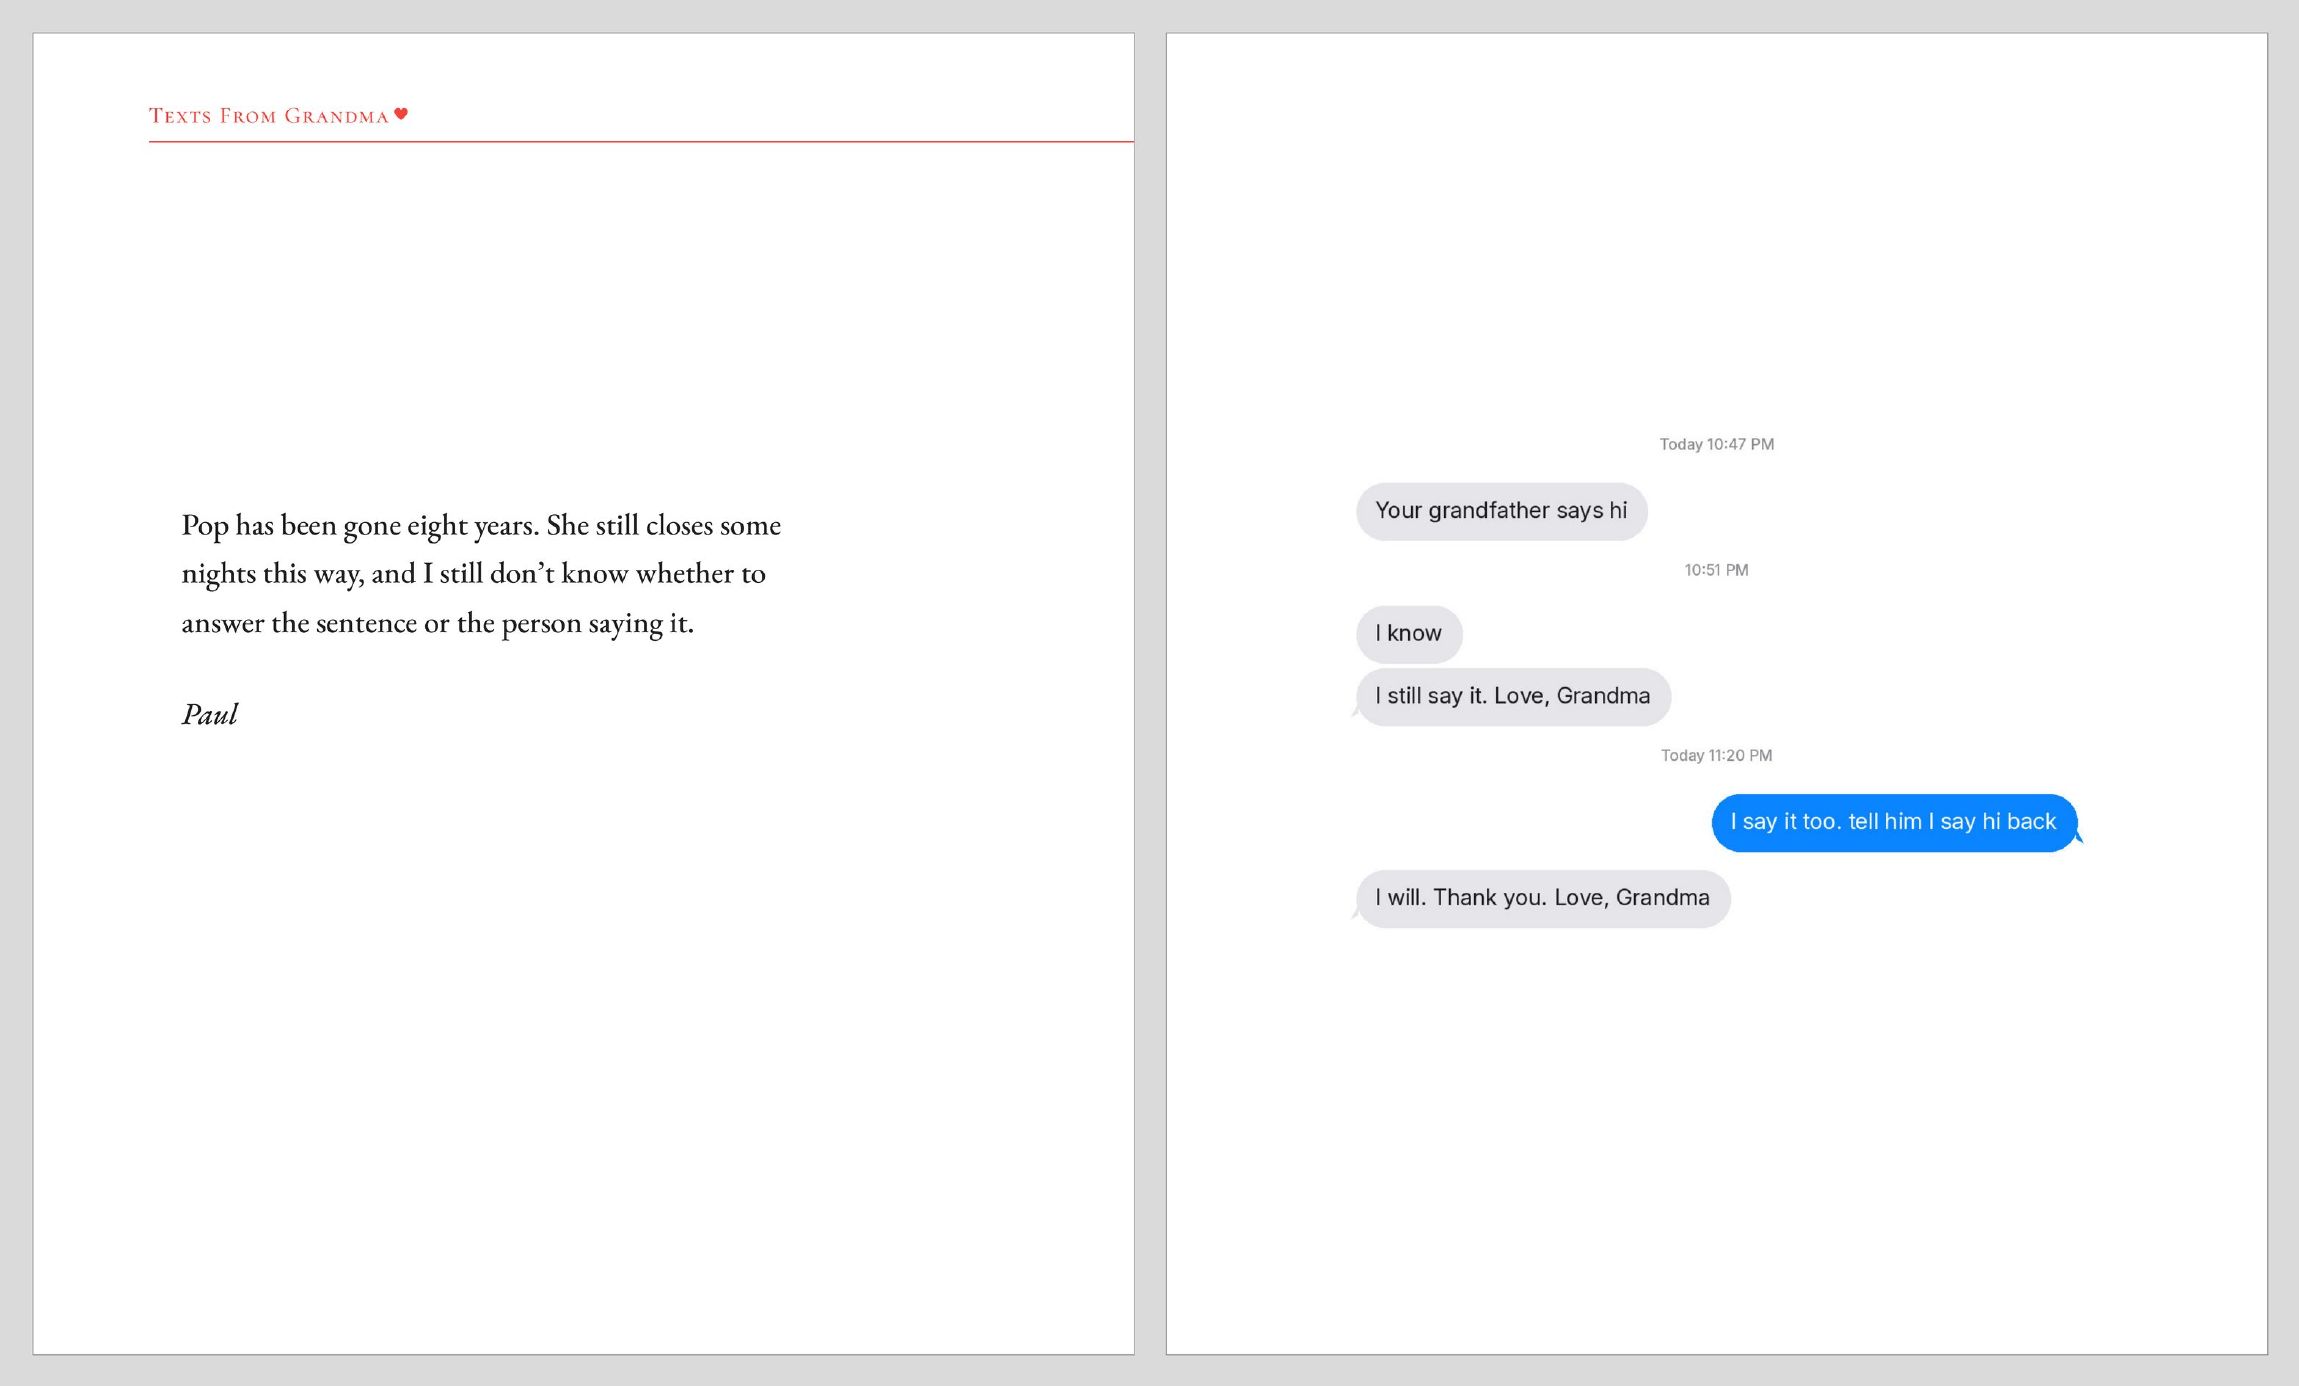 Texts From Grandma♥
Pop has been gone eight years. She still closes some
nights this way, and I still don’t know whether to
answer the sentence or the person saying it.
Paul
Today 10:47 PM
Your grandfather says hi
10:51 PM
I know
I still say it. Love, Grandma
Today 11:20 PM
I say it too. tell him I say hi back
I will. Thank you. Love, Grandma